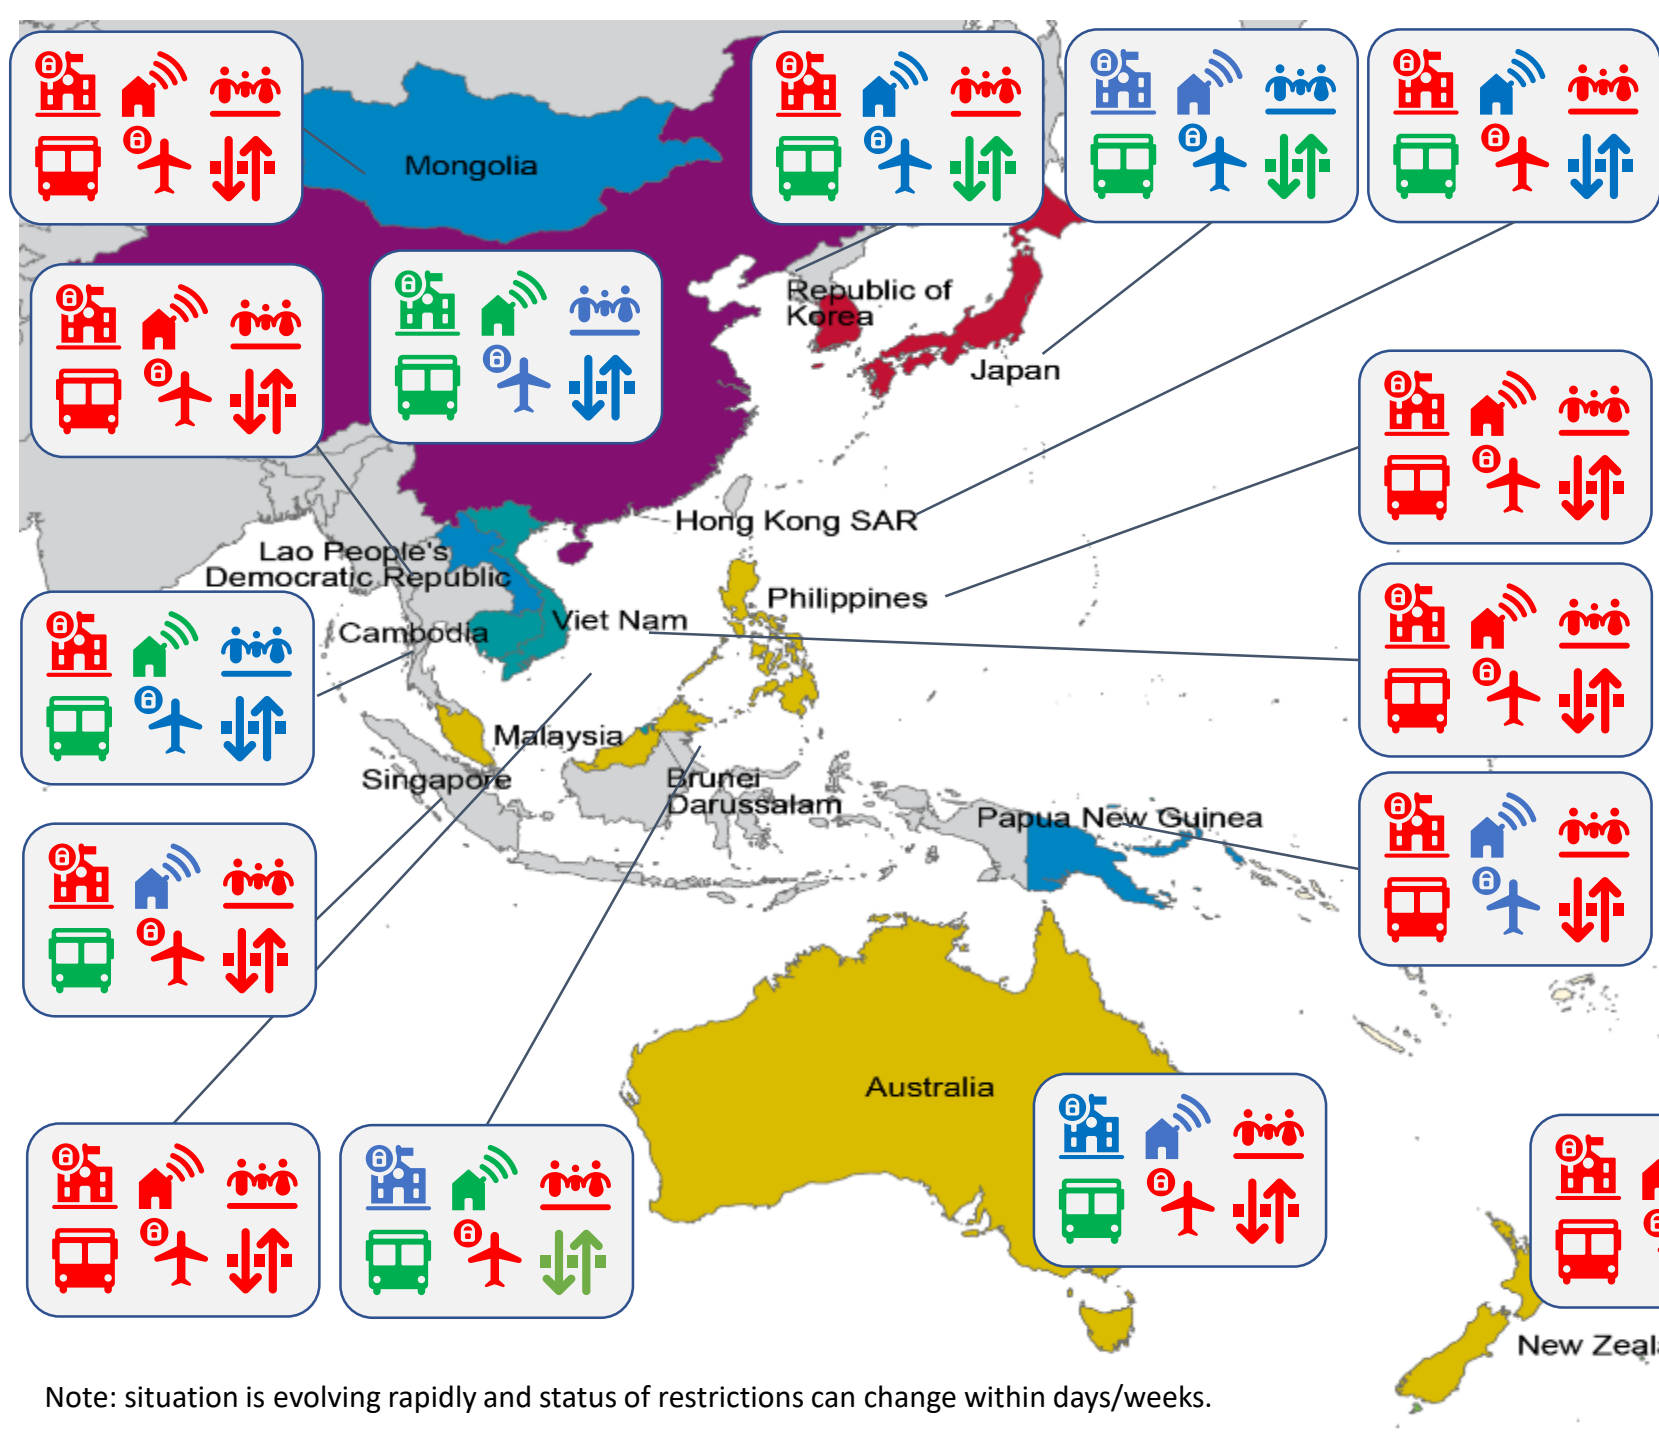 Mongolia
Republic of
Korea
Japan
Hong Kong SAR
Lao People's
Democratic Republic
Philippines
Viet Nam
Cambodia
Malaysia
Singapore
Brunei
Darussalam
Papua New Guinea
Australia
New Zeala
Note: situation is evolving rapidly and status of restrictions can change within days/weeks.